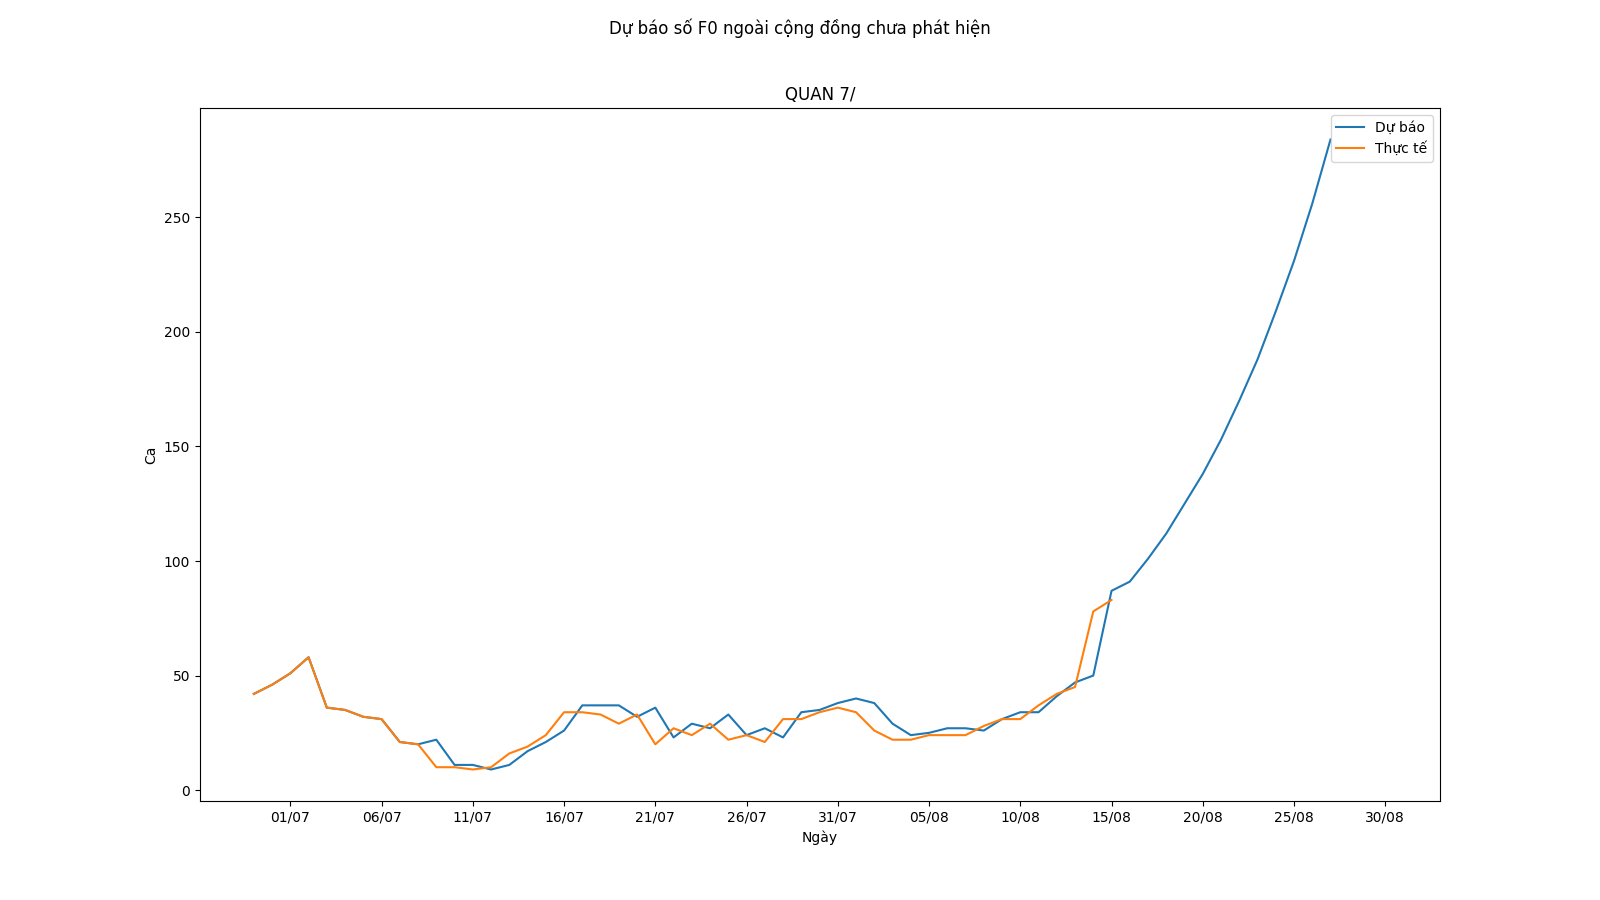 Dự báo số F0 ngoài cộng đồng chưa phát hiện
QUAN 7/
Dự báo
Thực tế
250
200
150
100
50
0
Ca
01/07 06/07 11/07 16/07 21/07 26/07 31/07 05/08 10/08 15/08 20/08 25/08 30/08
Ngày